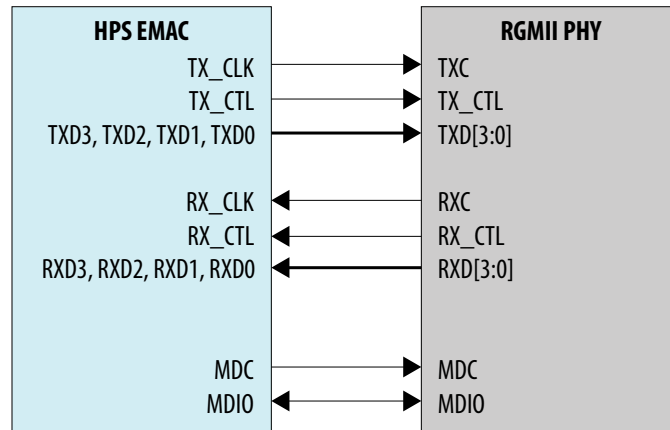 HPS EMAC
RGMII PHY
TX_CLK
TXC
TX_CTL
TX_CTL
TXD3, TXD2, TXD1, TXD0
TXD[3:0]
RX_CLK
RXC
RX_CTL
RX_CTL
RXD3, RXD2, RXD1, RXD0
RXD[3:0]
MDC
MDC
MDIO
MDIO